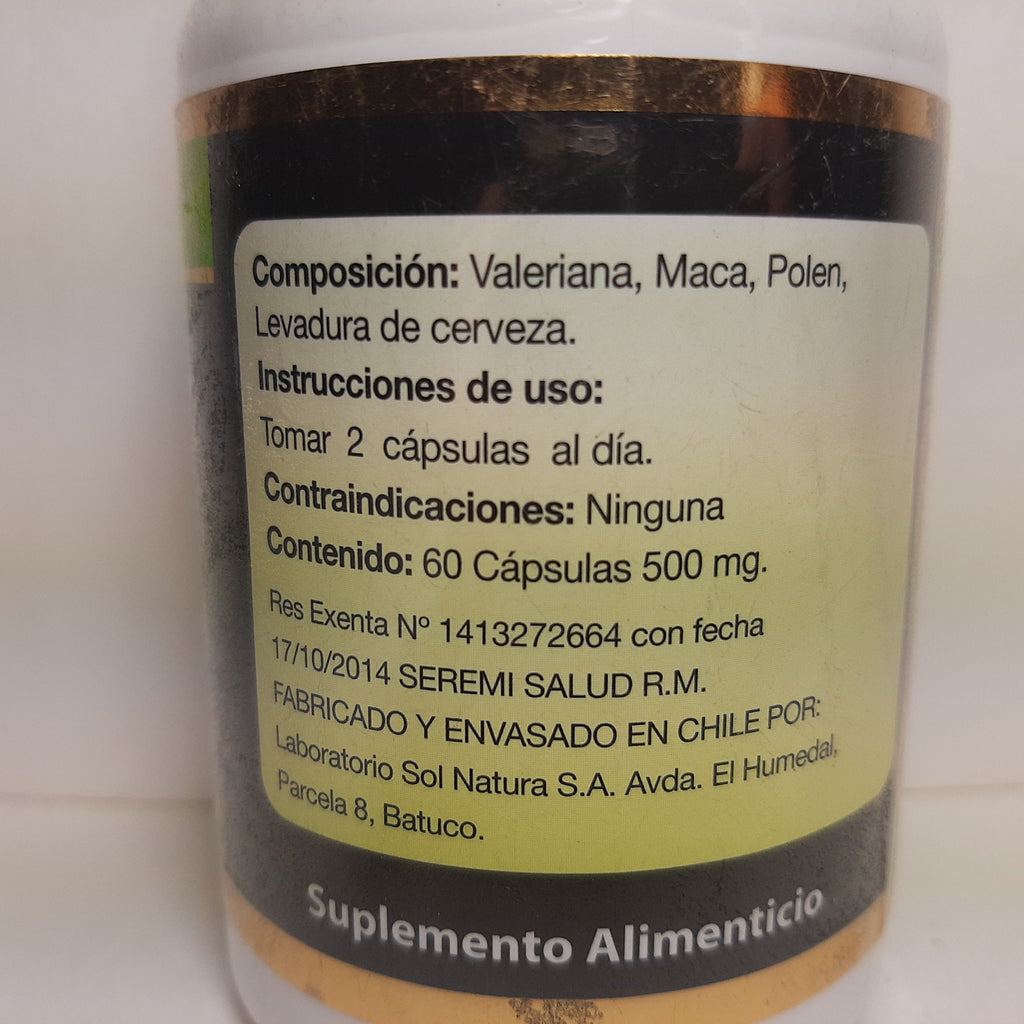 Composición: Valeriana, Maca, Polen,
Levadura de cerveza.
Instrucciones de uso:
Tomar 2 cápsulas al día.
Contraindicaciones: Ninguna
Contenido: 60 Cápsulas 500 mg.
Res Exenta Nº 1413272664 con fecha
17/10/2014 SEREMI SALUD R.M.
FABRICADO Y ENVASADO EN CHILE POR:
Laboratorio Sol Natura S.A. Avda. El Humedal,
Parcela 8, Batuco.
Suplemento Alimenticio